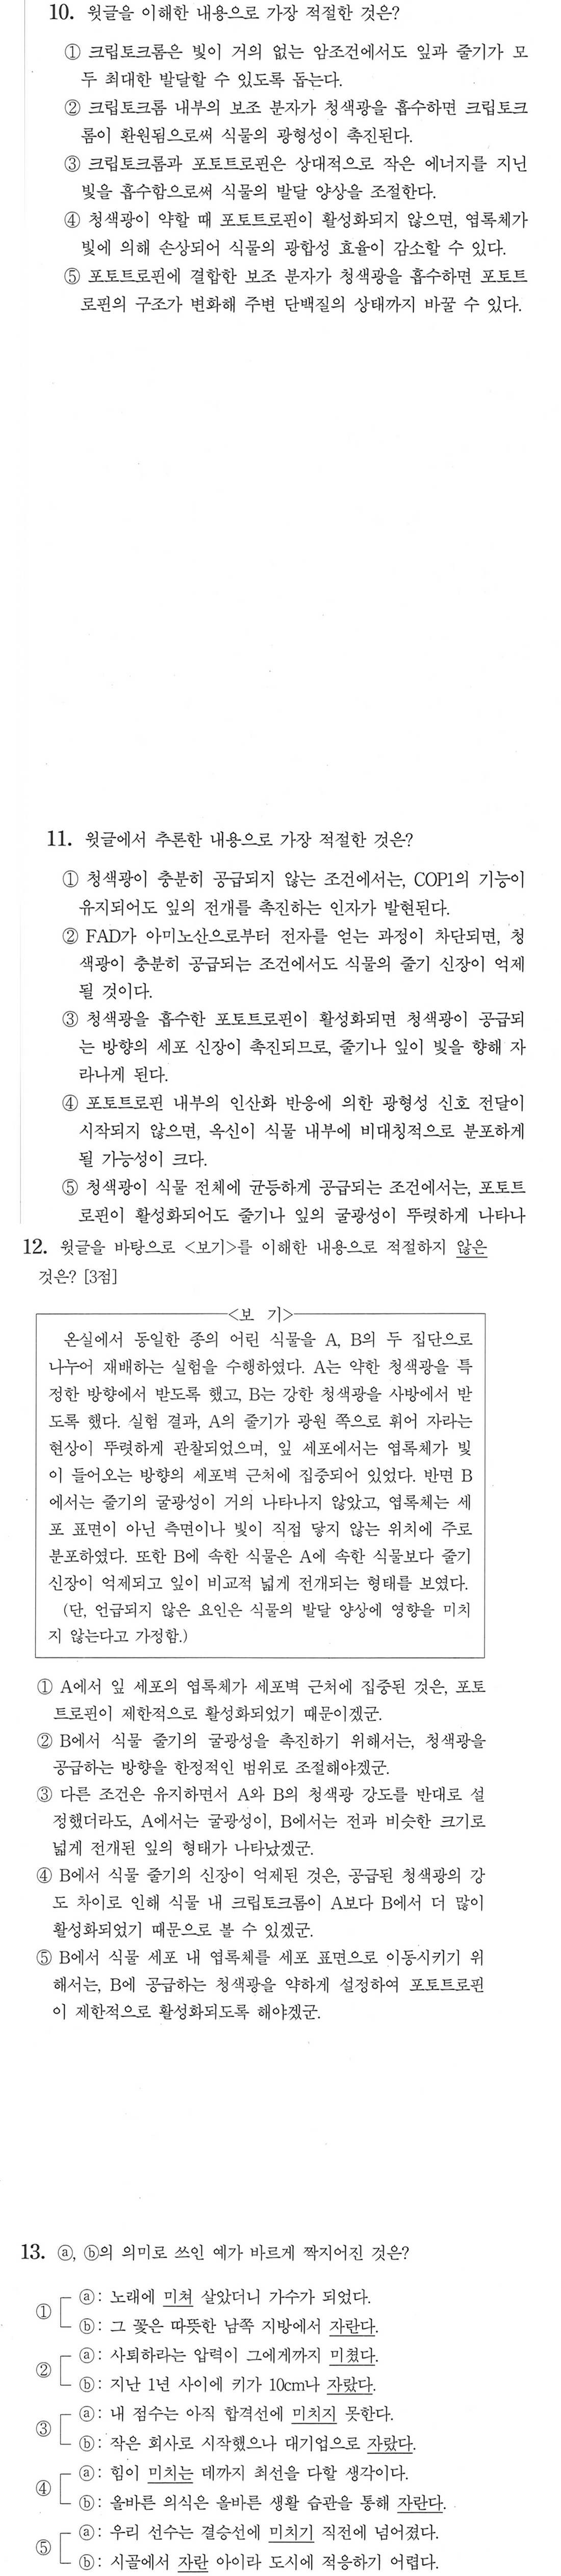 10. 윗글을 이해한 내용으로 가장 적절한 것은?
① 크립토크롬은 빛이 거의 없는 암조건에서도 잎과 줄기가 모
두 최대한 발달할 수 있도록 돕는다.
② 크립토크롬 내부의 보조 분자가 청색광을 흡수하면 크립토크
롬이 환원됨으로써 식물의 광형성이 촉진된다.
③ 크립토크롬과 포토트로핀은 상대적으로 작은 에너지를 지닌
빛을 흡수함으로써 식물의 발달 양상을 조절한다.
④ 청색광이 약할 때 포토트로핀이 활성화되지 않으면, 엽록체가
빛에 의해 손상되어 식물의 광합성 효율이 감소할 수 있다.
⑤ 포토트로핀에 결합한 보조 분자가 청색광을 흡수하면 포토트
로핀의 구조가 변화해 주변 단백질의 상태까지 바꿀 수 있다.
11. 윗글에서 추론한 내용으로 가장 적절한 것은?
① 청색광이 충분히 공급되지 않는 조건에서는, COP1의 기능이
유지되어도 잎의 전개를 촉진하는 인자가 발현된다.
② FAD가 아미노산으로부터 전자를 얻는 과정이 차단되면, 청
색광이 충분히 공급되는 조건에서도 식물의 줄기 신장이 억제
될 것이다.
③ 청색광을 흡수한 포토트로핀이 활성화되면 청색광이 공급되
는 방향의 세포 신장이 촉진되므로, 줄기나 잎이 빛을 향해 자
라나게 된다.
④ 포토트로핀 내부의 인산화 반응에 의한 광형성 신호 전달이
시작되지 않으면, 옥신이 식물 내부에 비대칭적으로 분포하게
될 가능성이 크다.
⑤ 청색광이 식물 전체에 균등하게 공급되는 조건에서는, 포토트
로핀이 활성화되어도 줄기나 잎의 굴광성이 뚜렷하게 나타나
12. 윗글을 바탕으로 <보기>를 이해한 내용으로 적절하지 않은
것은? [3점]
<보 기>
온실에서 동일한 종의 어린 식물을 A, B의 두 집단으로
나누어 재배하는 실험을 수행하였다. A는 약한 청색광을 특
정한 방향에서 받도록 했고, B는 강한 청색광을 사방에서 받
도록 했다. 실험 결과, A의 줄기가 광원 쪽으로 휘어 자라는
현상이 뚜렷하게 관찰되었으며, 잎 세포에서는 엽록체가 빛
이 들어오는 방향의 세포벽 근처에 집중되어 있었다. 반면 B
에서는 줄기의 굴광성이 거의 나타나지 않았고, 엽록체는 세
포 표면이 아닌 측면이나 빛이 직접 닿지 않는 위치에 주로
분포하였다. 또한 B에 속한 식물은 A에 속한 식물보다 줄기
신장이 억제되고 잎이 비교적 넓게 전개되는 형태를 보였다.
(단, 언급되지 않은 요인은 식물의 발달 양상에 영향을 미치
지 않는다고 가정함.)
① A에서 잎 세포의 엽록체가 세포벽 근처에 집중된 것은, 포토
트로핀이 제한적으로 활성화되었기 때문이겠군.
② B에서 식물 줄기의 굴광성을 촉진하기 위해서는, 청색광을
공급하는 방향을 한정적인 범위로 조절해야겠군.
③ 다른 조건은 유지하면서 A와 B의 청색광 강도를 반대로 설
정했더라도, A에서는 굴광성이, B에서는 전과 비슷한 크기로
넓게 전개된 잎의 형태가 나타났겠군.
④ B에서 식물 줄기의 신장이 억제된 것은, 공급된 청색광의 강
도 차이로 인해 식물 내 크립토크롬이 A보다 B에서 더 많이
활성화되었기 때문으로 볼 수 있겠군.
⑤ B에서 식물 세포 내 엽록체를 세포 표면으로 이동시키기 위
해서는, B에 공급하는 청색광을 약하게 설정하여 포토트로핀
이 제한적으로 활성화되도록 해야겠군.
13. ⓐ, ⓑ의 의미로 쓰인 예가 바르게 짝지어진 것은?
① ⓐ: 노래에 미쳐 살았더니 가수가 되었다.
ⓑ: 그 꽃은 따뜻한 남쪽 지방에서 자란다.
② ⓐ: 사퇴하라는 압력이 그에게까지 미쳤다.
ⓑ: 지난 1년 사이에 키가 10cm나 자랐다.
③ ⓐ: 내 점수는 아직 합격선에 미치지 못한다.
ⓑ: 작은 회사로 시작했으나 대기업으로 자랐다.
④ ⓐ: 힘이 미치는 데까지 최선을 다할 생각이다.
ⓑ: 올바른 의식은 올바른 생활 습관을 통해 자란다.
⑤ ⓐ: 우리 선수는 결승선에 미치기 직전에 넘어졌다.
ⓑ: 시골에서 자란 아이라 도시에 적응하기 어렵다.